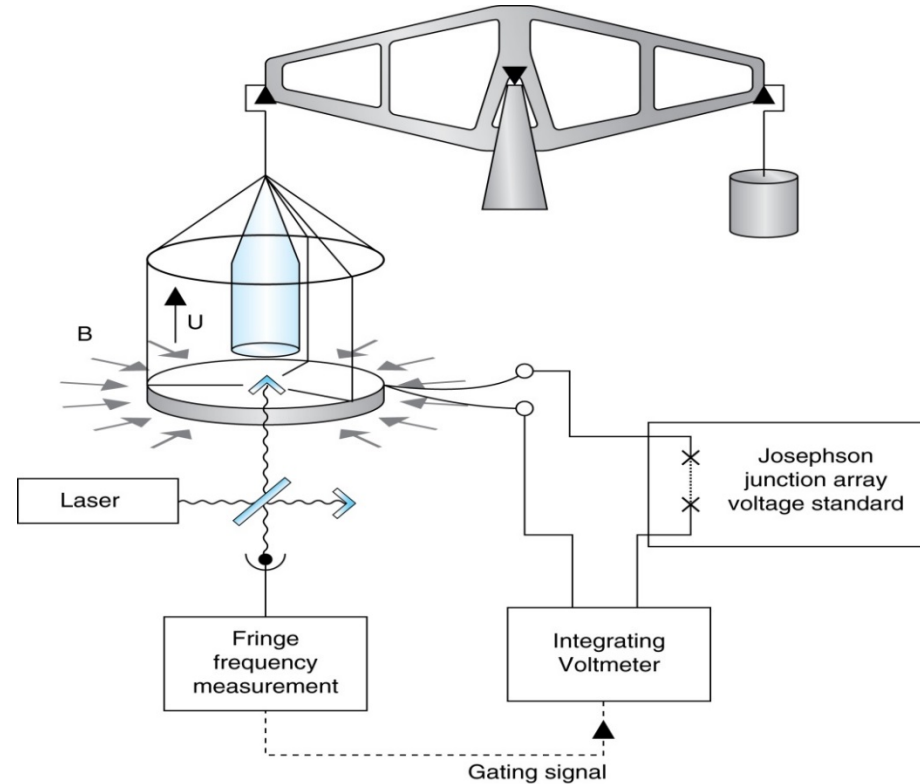 U
B
Laser
Josephson
junction array
voltage standard
Fringe
frequency
measurement
Integrating
Voltmeter
Gating signal